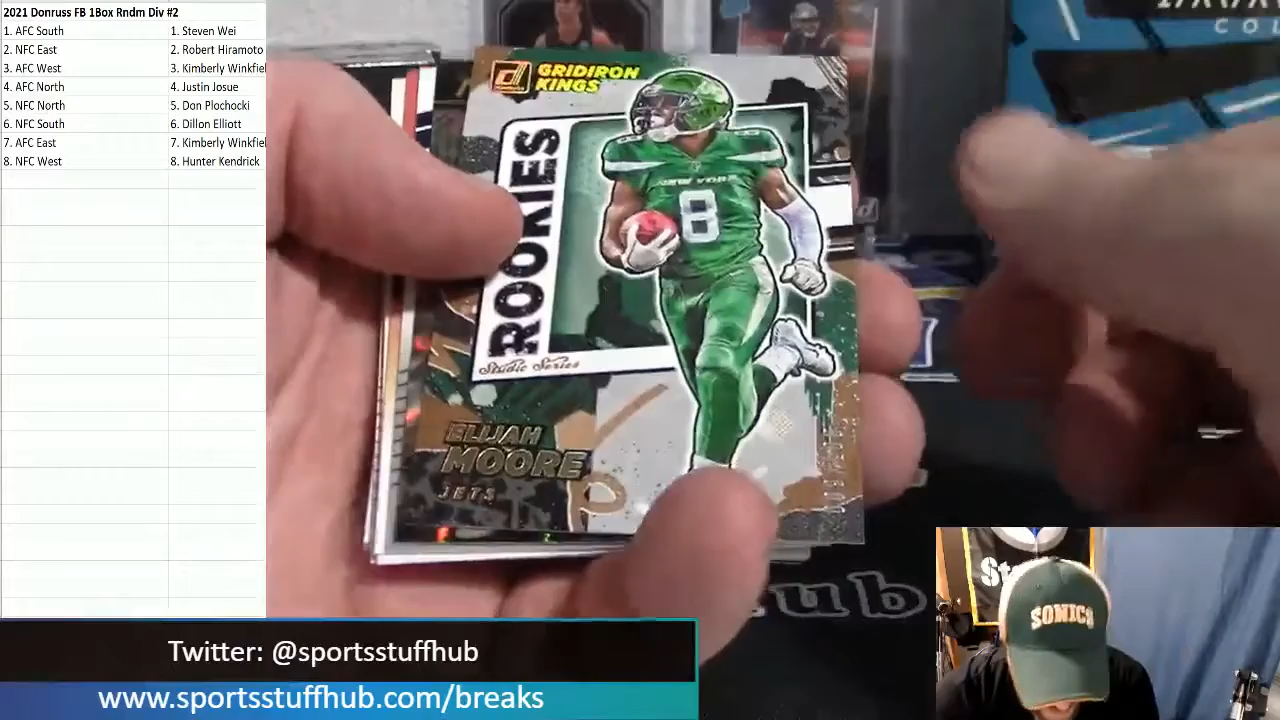 2021 Donruss FB 1Box Rndm Div #2
1. AFC South 1. Steven Wei
2. NFC East 2. Robert Hiramoto
3. AFC West 3. Kimberly Winkfiel
4. AFC North 4. Justin Josue
5. NFC North 5. Don Plochocki
6. NFC South 6. Dillon Elliott
7. AFC East 7. Kimberly Winkfiel
8. NFC West 8. Hunter Kendrick
GRIDIRON
KINGS
ROOKIES
NEW YORK
8
8
Studio Series
ELIJAH
MOORE
JETS
SONICS
Twitter: @sportsstuffhub
www.sportsstuffhub.com/breaks